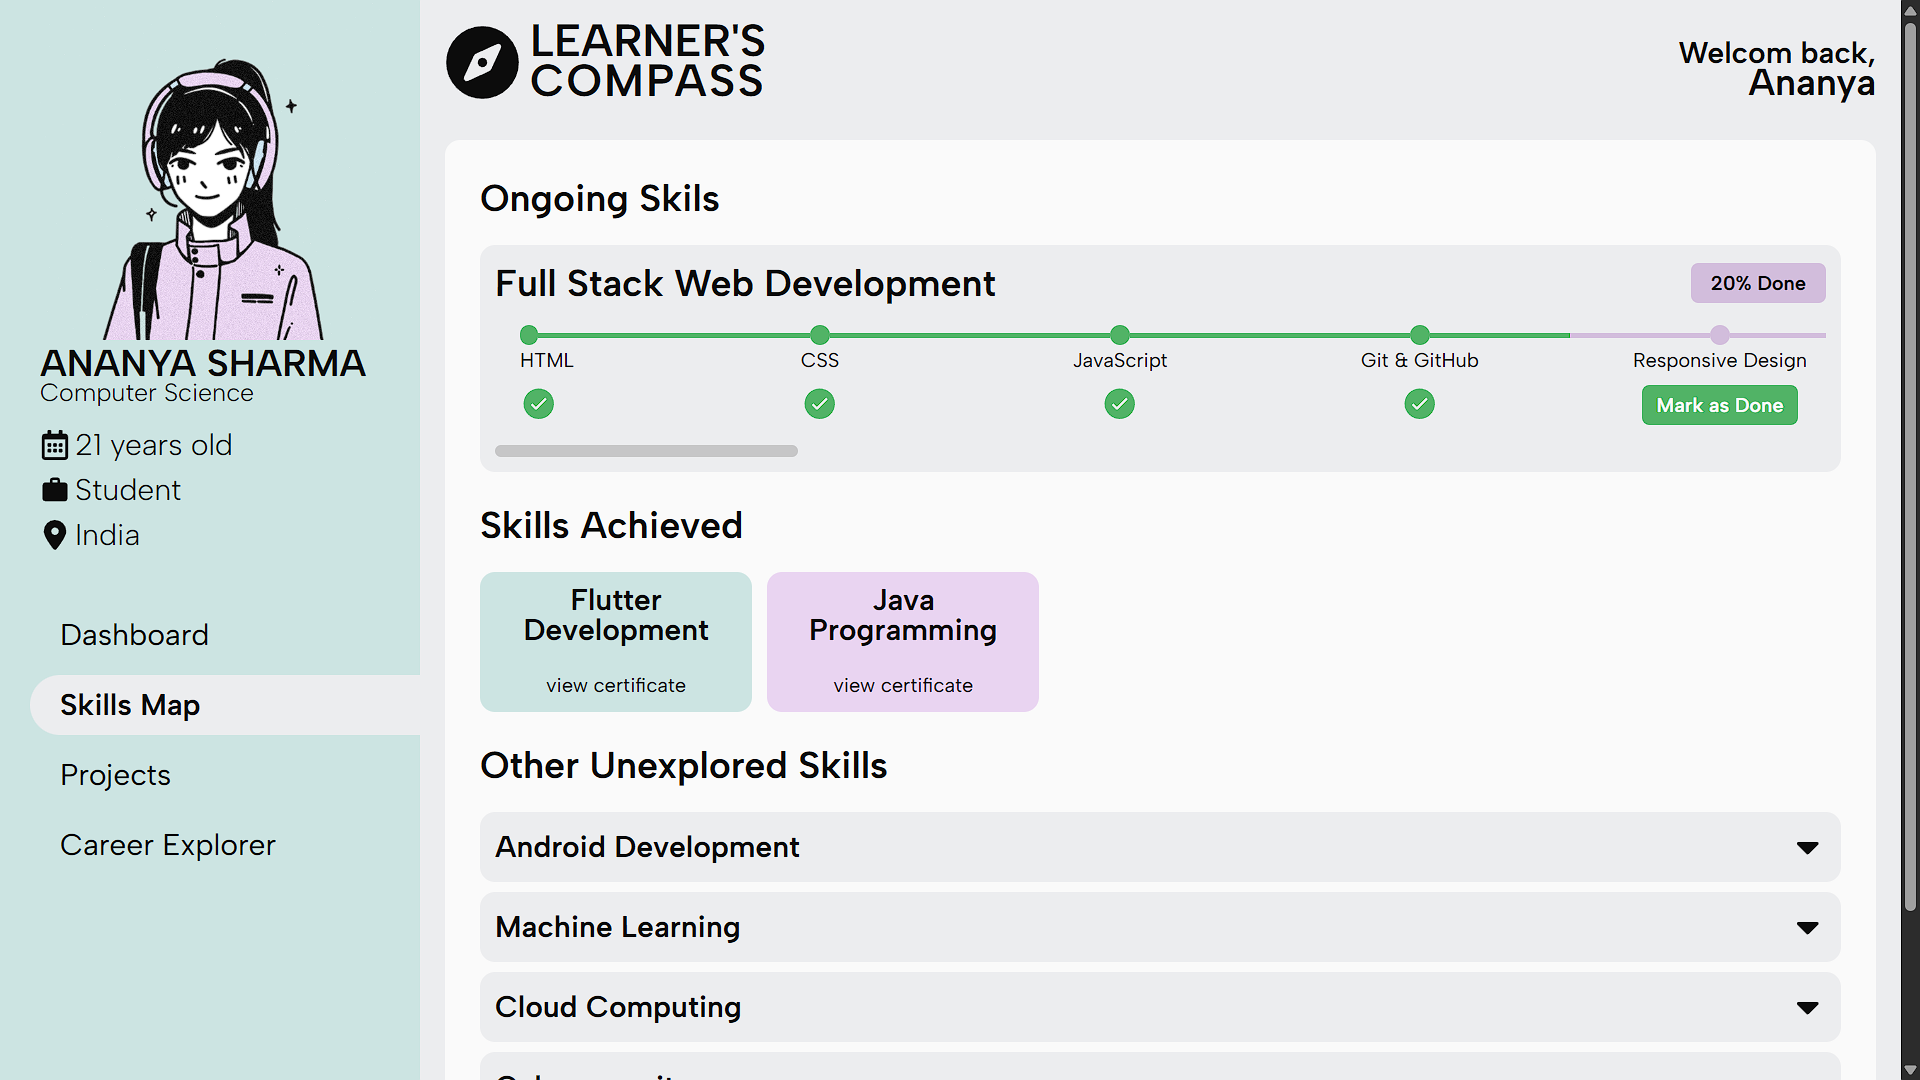 ANANYA SHARMA
Computer Science
21 years old
Student
India
Dashboard
Skills Map
Projects
Career Explorer
LEARNER'S
COMPASS
Welcom back,
Ananya
Ongoing Skils
Full Stack Web Development
20% Done
HTML
CSS
JavaScript
Git & GitHub
Responsive Design
Mark as Done
Skills Achieved
Flutter
Development
view certificate
Java
Programming
view certificate
Other Unexplored Skills
Android Development
Machine Learning
Cloud Computing